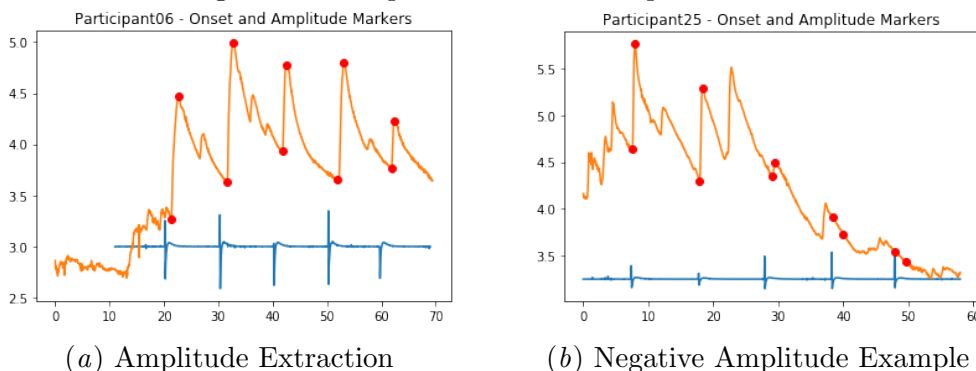 Participant06 - Onset and Amplitude Markers
5.0
4.5
4.0
3.5
3.0
2.5
0 10 20 30 40 50 60 70
(a) Amplitude Extraction
Participant25 - Onset and Amplitude Markers
5.5
5.0
4.5
4.0
3.5
0 10 20 30 40 50
(b) Negative Amplitude Example